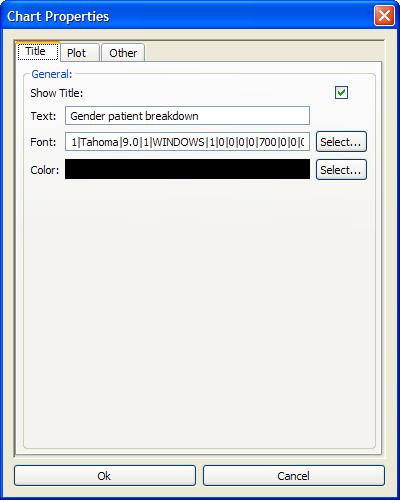 Chart Properties
Title Plot Other
General:
Show Title:
Text: Gender patient breakdown
Font: 1|Tahoma|9.0|1|WINDOWS|1|0|0|0|0|700|0|0|0 Select...
Color: Select...
Ok Cancel